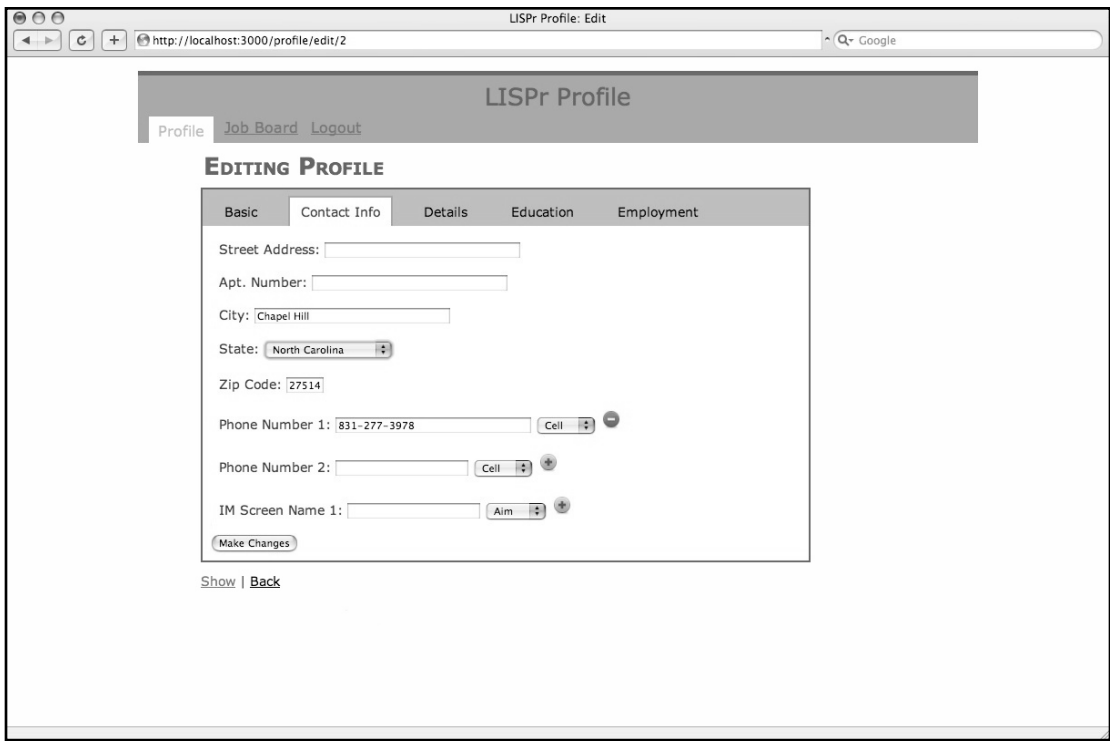 LISPr Profile: Edit
http://localhost:3000/profile/edit/2
Google
LISPr Profile
Profile Job Board Logout
EDITING PROFILE
Basic Contact Info Details Education Employment
Street Address:
Apt. Number:
City: Chapel Hill
State: North Carolina
Zip Code: 27514
Phone Number 1: 831-277-3978 Cell
Phone Number 2: Cell
IM Screen Name 1: Aim
Make Changes
Show | Back